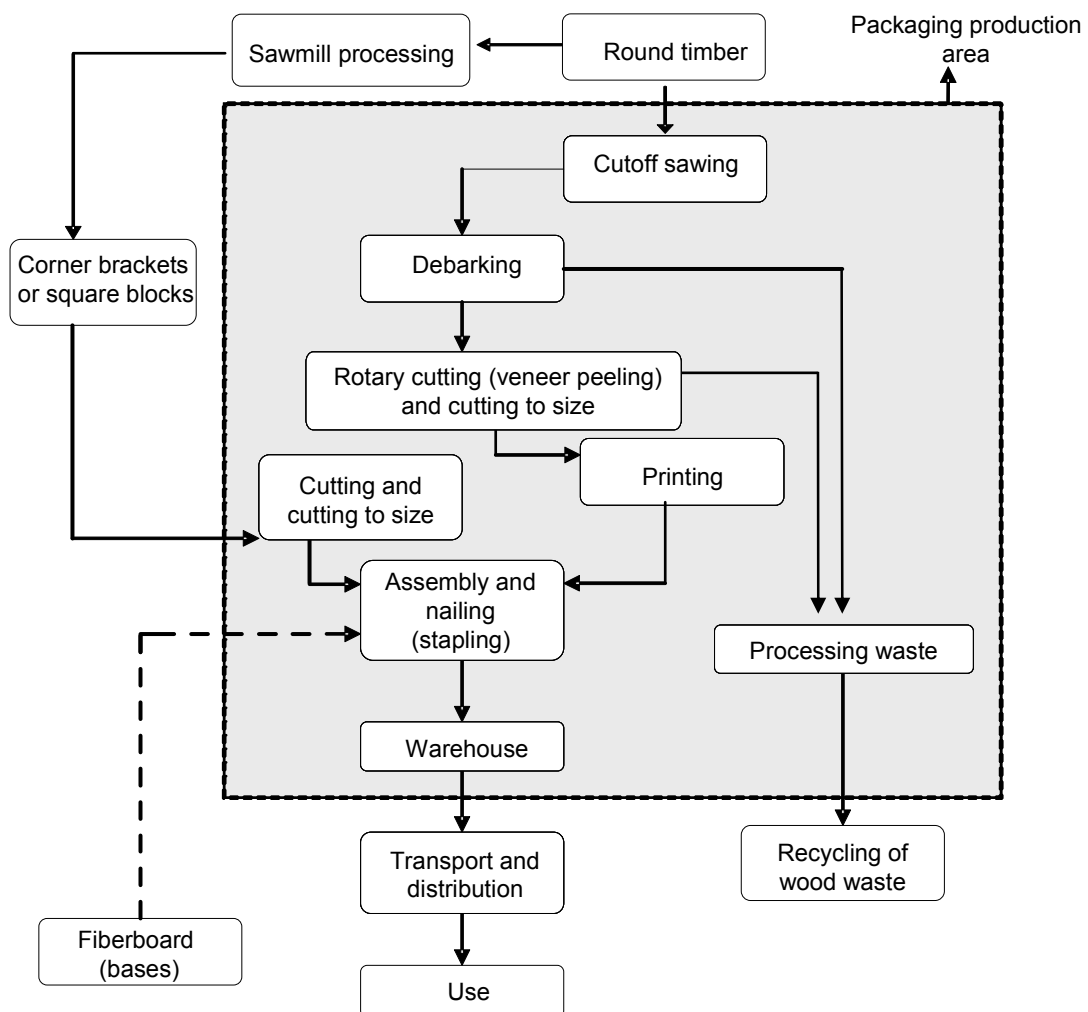 Packaging production
area
Sawmill processing
Round timber
Cutoff sawing
Debarking
Corner brackets
or square blocks
Rotary cutting (veneer peeling)
and cutting to size
Printing
Cutting and
cutting to size
Assembly and
nailing
(stapling)
Processing waste
Warehouse
Transport and
distribution
Recycling of
wood waste
Fiberboard
(bases)
Use